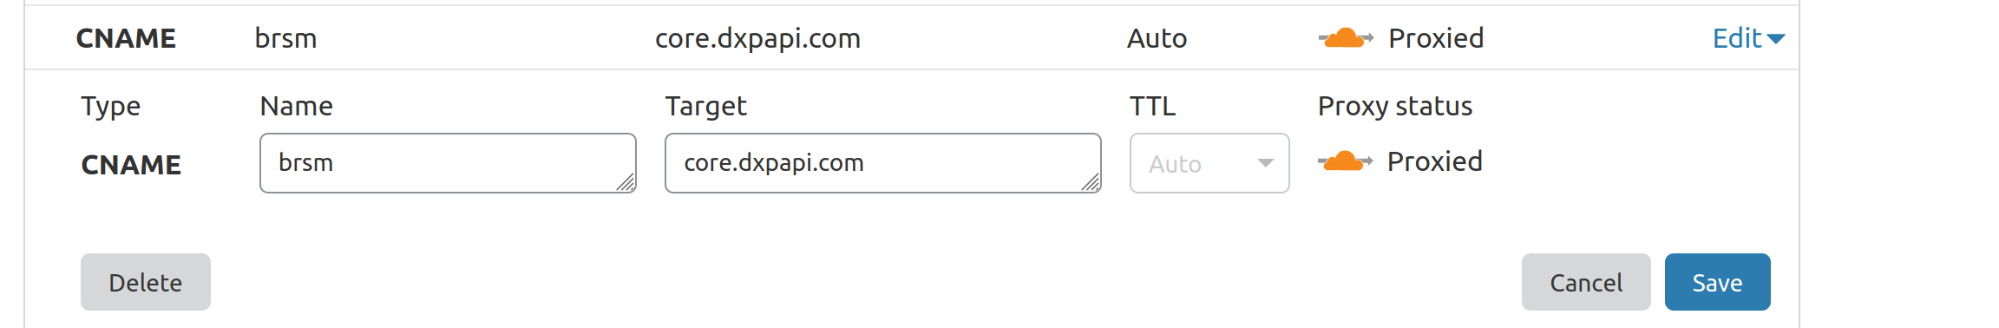 CNAME brsm core.dxpapi.com Auto Proxied Edit
Type Name Target TTL Proxy status
CNAME brsm core.dxpapi.com Auto Proxied
Delete Cancel Save